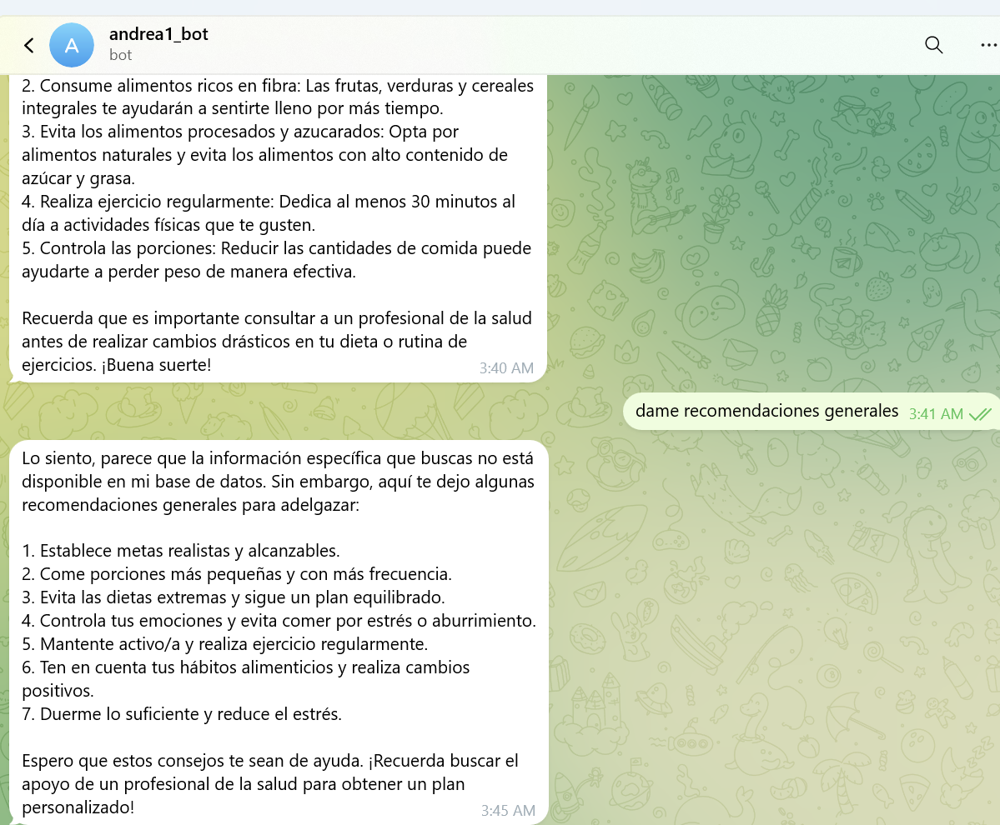 A
andrea1_bot
bot
2. Consume alimentos ricos en fibra: Las frutas, verduras y cereales
integrales te ayudarán a sentirte lleno por más tiempo.
3. Evita los alimentos procesados y azucarados: Opta por
alimentos naturales y evita los alimentos con alto contenido de
azúcar y grasa.
4. Realiza ejercicio regularmente: Dedica al menos 30 minutos al
día a actividades físicas que te gusten.
5. Controla las porciones: Reducir las cantidades de comida puede
ayudarte a perder peso de manera efectiva.
Recuerda que es importante consultar a un profesional de la salud
antes de realizar cambios drásticos en tu dieta o rutina de
ejercicios. ¡Buena suerte!
3:40 AM
dame recomendaciones generales 3:41 AM
Lo siento, parece que la información específica que buscas no está
disponible en mi base de datos. Sin embargo, aquí te dejo algunas
recomendaciones generales para adelgazar:
1. Establece metas realistas y alcanzables.
2. Come porciones más pequeñas y con más frecuencia.
3. Evita las dietas extremas y sigue un plan equilibrado.
4. Controla tus emociones y evita comer por estrés o aburrimiento.
5. Mantente activo/a y realiza ejercicio regularmente.
6. Ten en cuenta tus hábitos alimenticios y realiza cambios
positivos.
7. Duerme lo suficiente y reduce el estrés.
Espero que estos consejos te sean de ayuda. ¡Recuerda buscar el
apoyo de un profesional de la salud para obtener un plan
personalizado!
3:45 AM